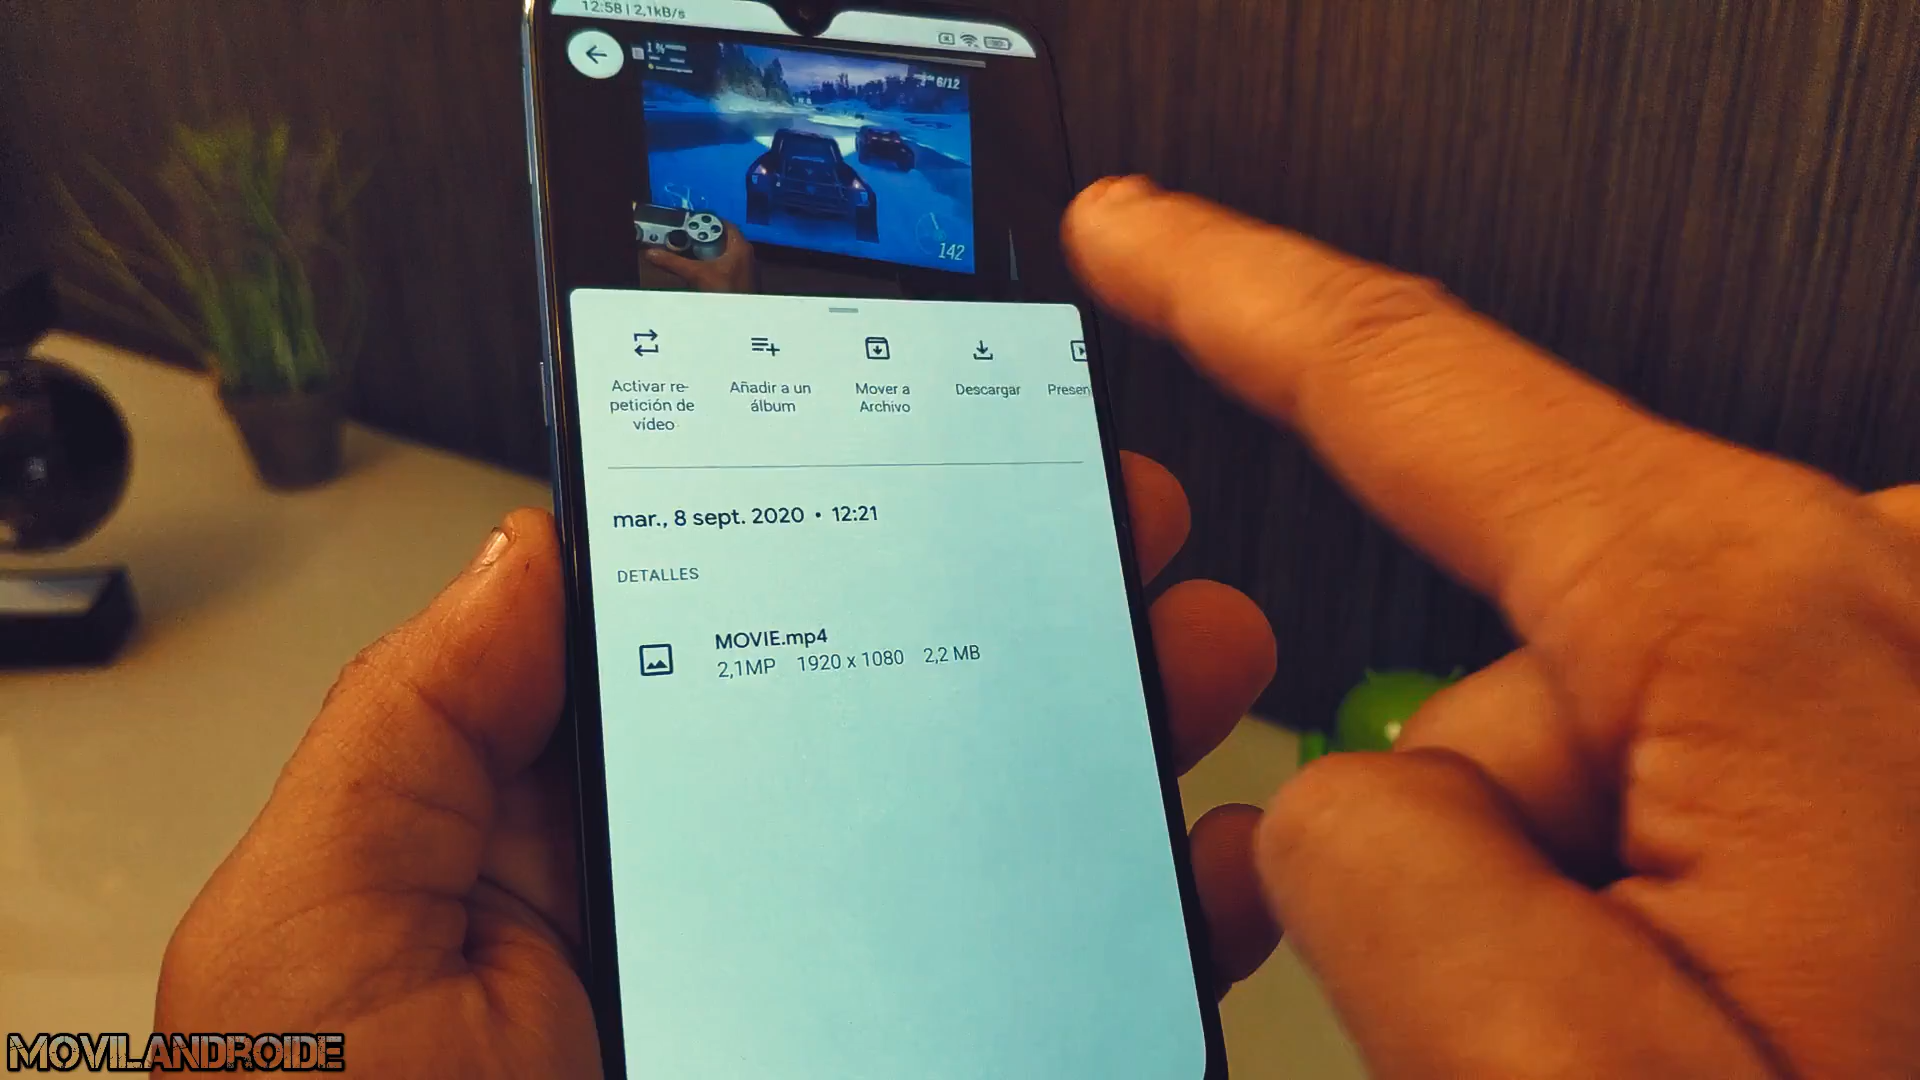 12:58 | 2,1kB/s
6/12
142
Activar re-
petición de
vídeo
Añadir a un
álbum
Mover a
Archivo
Descargar
Presen
mar., 8 sept. 2020 • 12:21
DETALLES
MOVIE.mp4
2,1MP 1920 x 1080 2,2 MB
MOVILANDROIDE